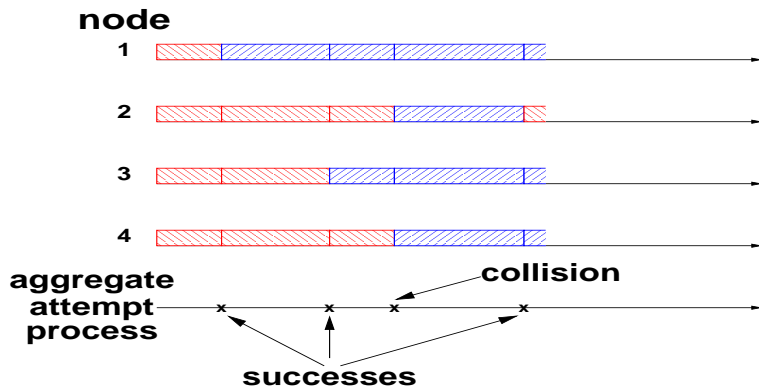 node
1
2
3
4
aggregate
attempt
process
collision
x x x x
successes